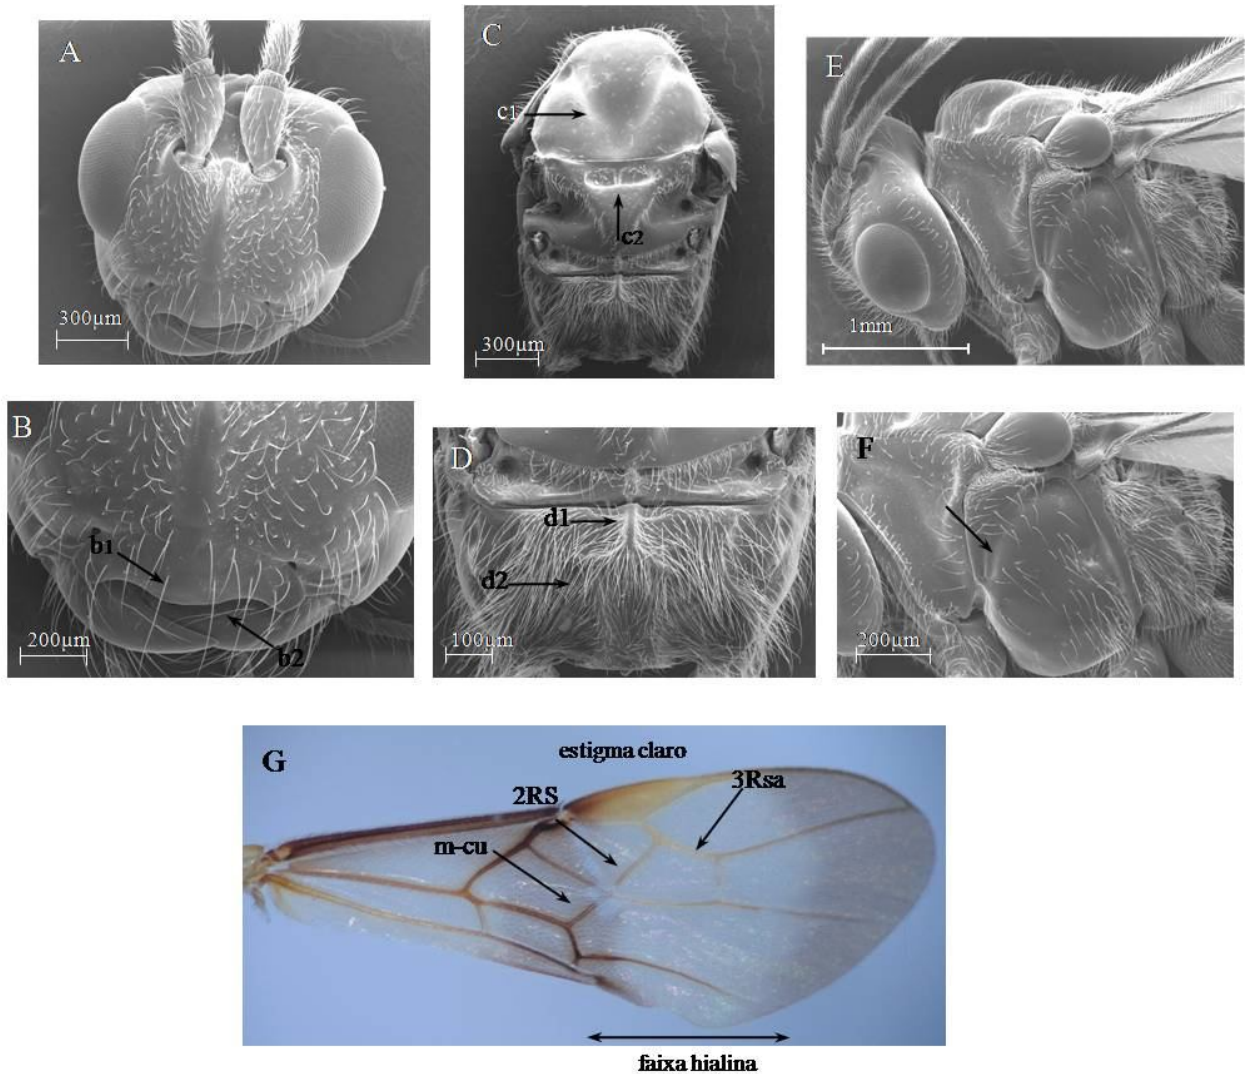 A
300µm
C
c1
c2
300µm
E
1mm
B
b1
b2
200µm
D
d1
d2
100µm
F
200µm
G
estigma claro
2RS
3Rsa
m-cu
faixa hialina